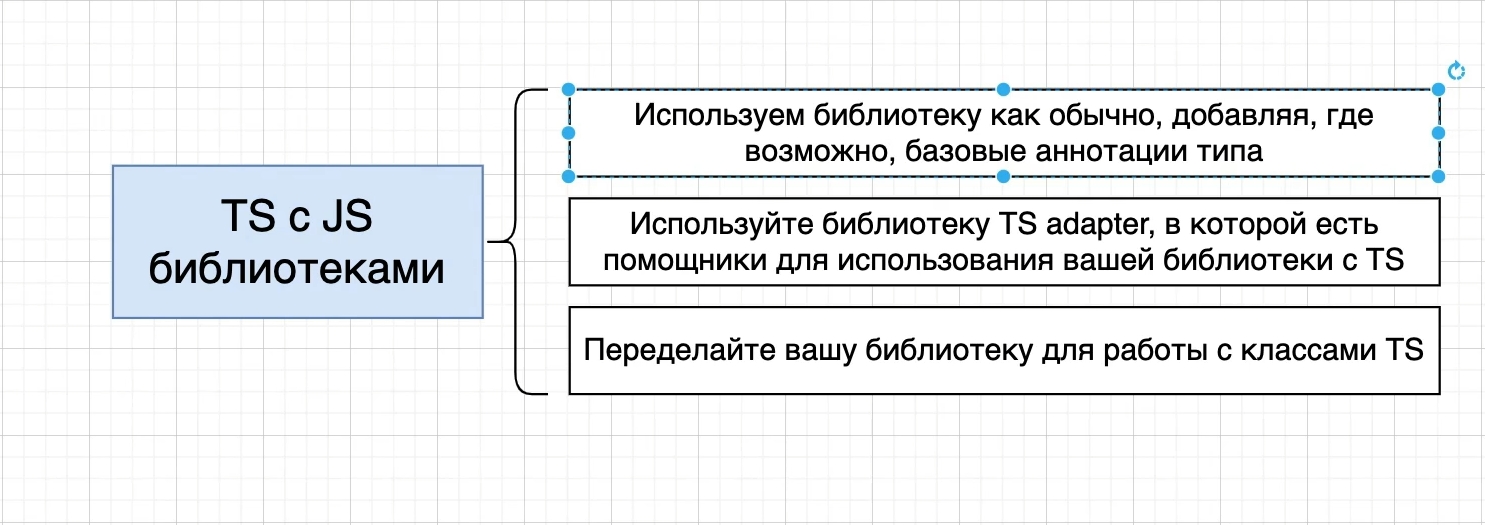 TS с JS
библиотеками
Используем библиотеку как обычно, добавляя, где
возможно, базовые аннотации типа
Используйте библиотеку TS adapter, в которой есть
помощники для использования вашей библиотеки с TS
Переделайте вашу библиотеку для работы с классами TS